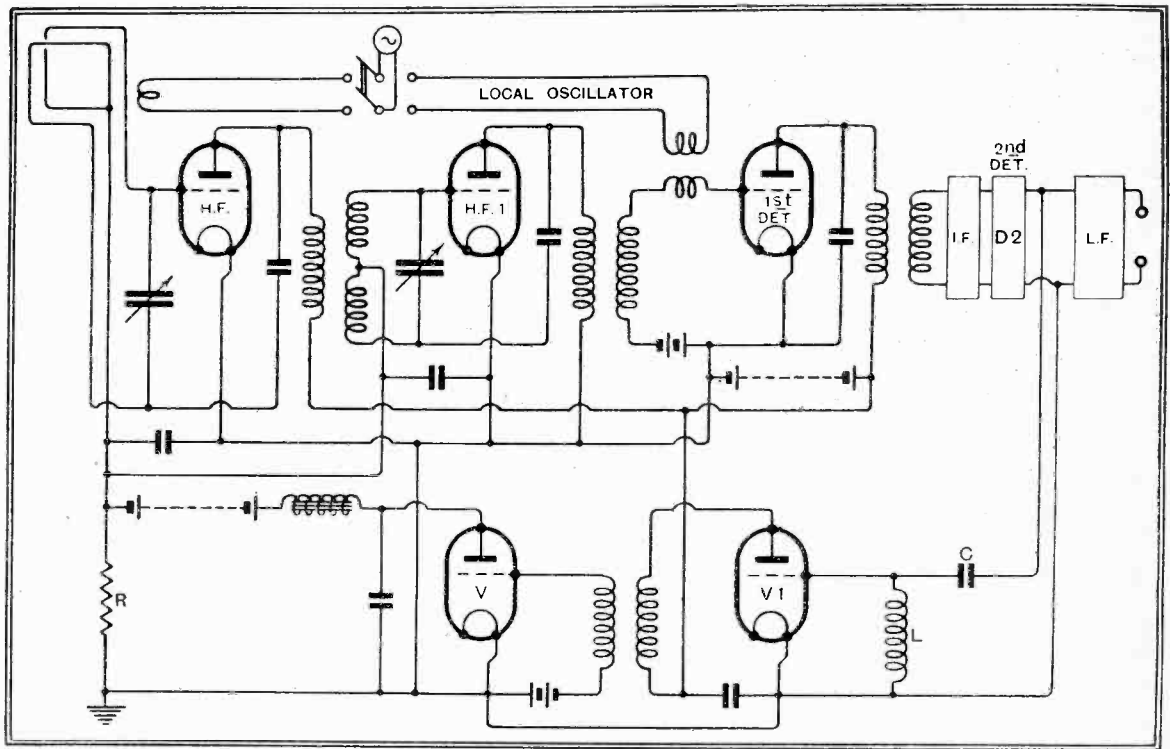 LOCAL OSCILLATOR
H.F.
H.F.1
1st
DET
2nd
DET.
I.F.
D2
L.F.
V
V1
C
L
R